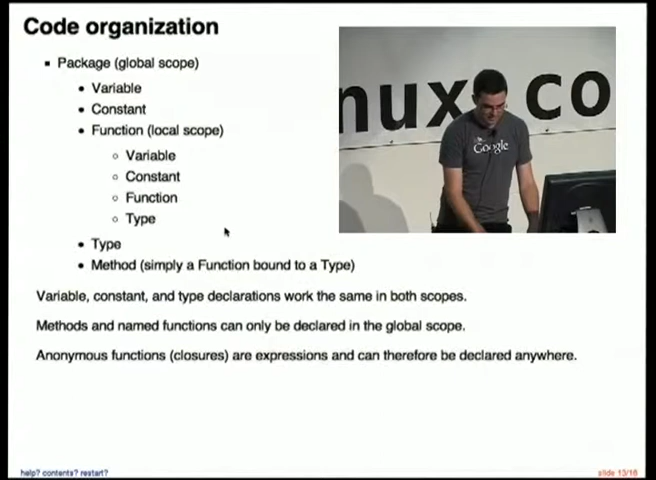 Code organization
Package (global scope)
Variable
Constant
Function (local scope)
Variable
Constant
Function
Type
Type
Method (simply a Function bound to a Type)
Variable, constant, and type declarations work the same in both scopes.
Methods and named functions can only be declared in the global scope.
Anonymous functions (closures) are expressions and can therefore be declared anywhere.
nux.co
Google
help? contents? restart?
slide 13/16